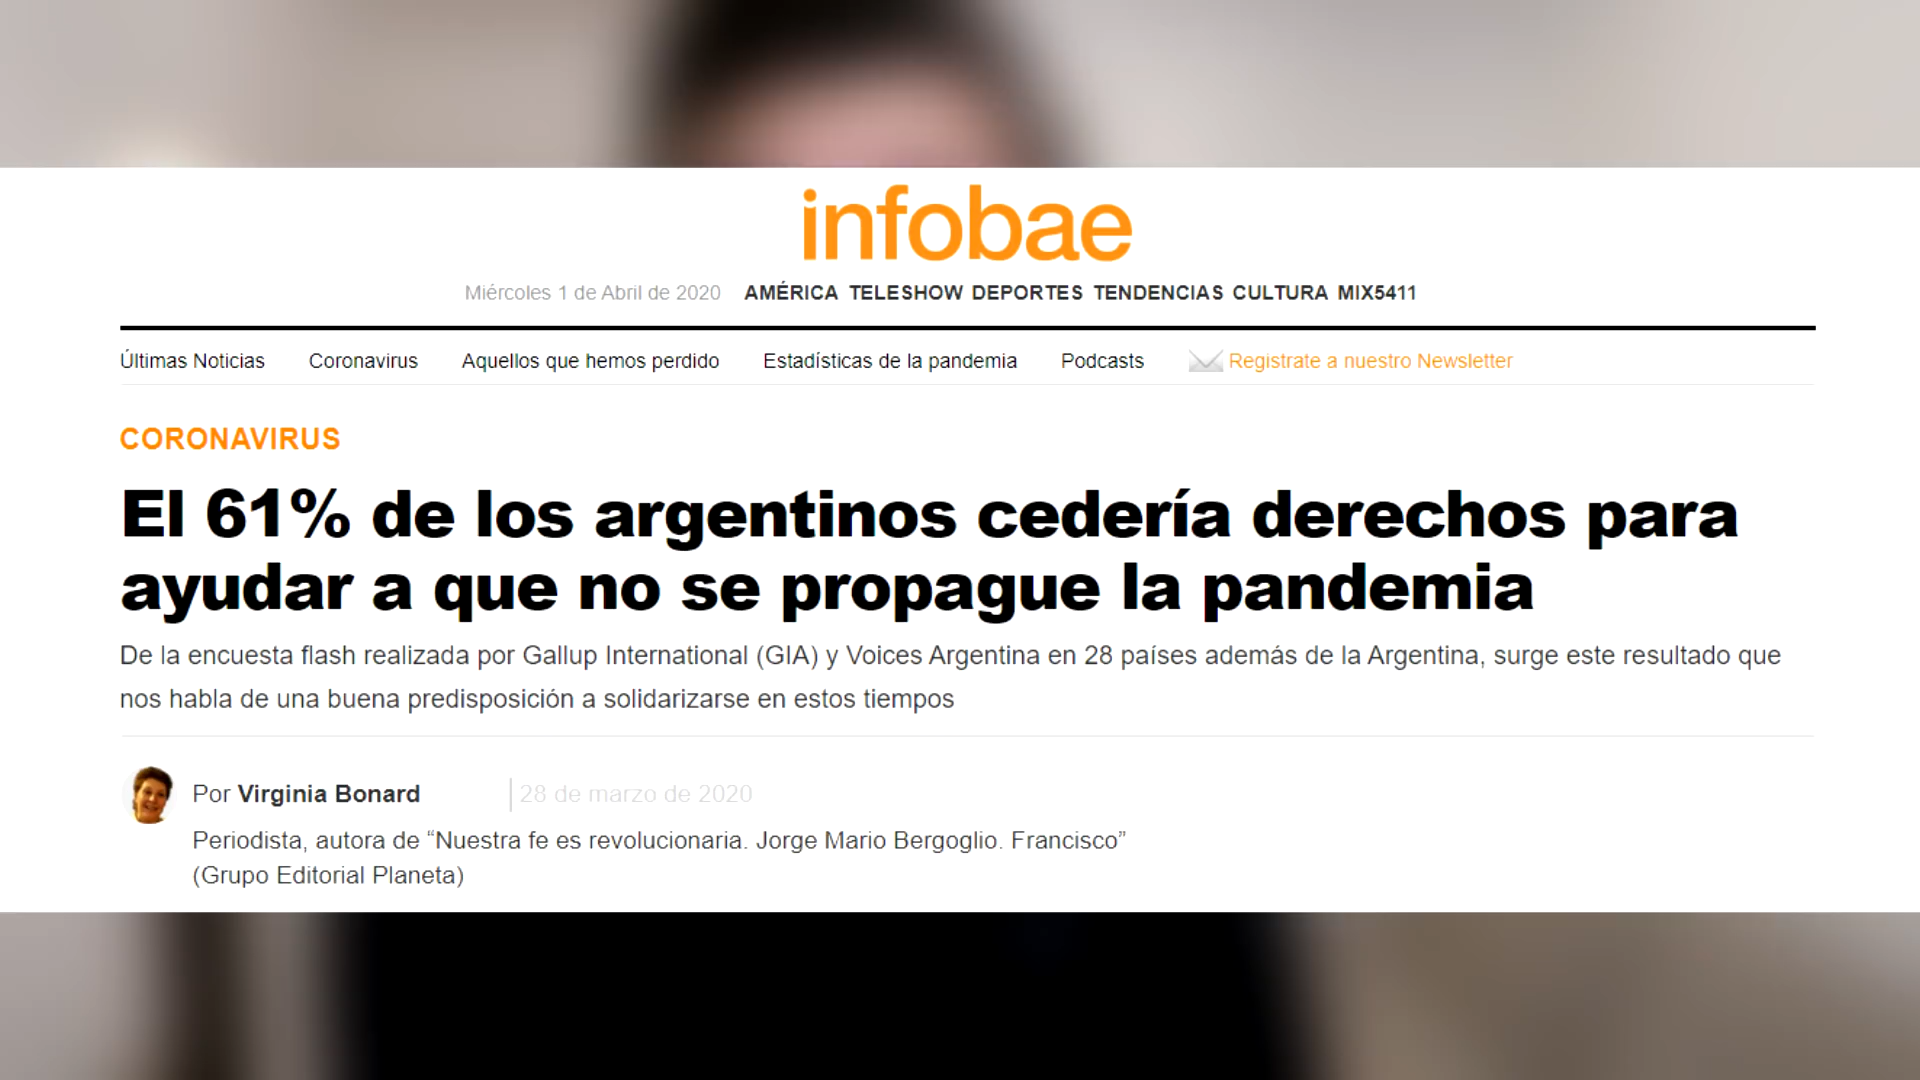 infobae
Miércoles 1 de Abril de 2020 AMÉRICA TELESHOW DEPORTES TENDENCIAS CULTURA MIX5411
Últimas Noticias Coronavirus Aquellos que hemos perdido Estadísticas de la pandemia Podcasts Registrate a nuestro Newsletter
CORONAVIRUS
El 61% de los argentinos cedería derechos para
ayudar a que no se propague la pandemia
De la encuesta flash realizada por Gallup International (GIA) y Voices Argentina en 28 países además de la Argentina, surge este resultado que
nos habla de una buena predisposición a solidarizarse en estos tiempos
Por Virginia Bonard 28 de marzo de 2020
Periodista, autora de “Nuestra fe es revolucionaria. Jorge Mario Bergoglio. Francisco”
(Grupo Editorial Planeta)